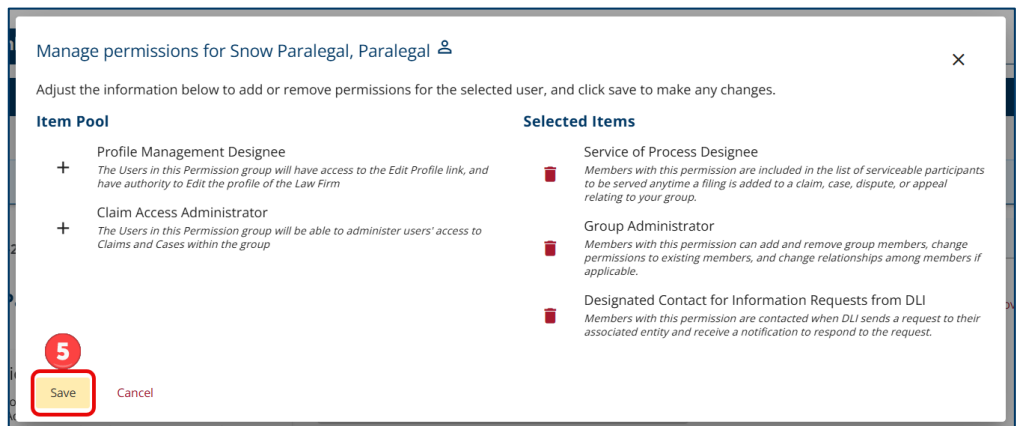 Manage permissions for Snow Paralegal, Paralegal
Adjust the information below to add or remove permissions for the selected user, and click save to make any changes.
Item Pool
Profile Management Designee
The Users in this Permission group will have access to the Edit Profile link, and
have authority to Edit the profile of the Law Firm
Claim Access Administrator
The Users in this Permission group will be able to administer users' access to
Claims and Cases within the group
Selected Items
Service of Process Designee
Members with this permission are included in the list of serviceable participants
to be served anytime a filing is added to a claim, case, dispute, or appeal
relating to your group.
Group Administrator
Members with this permission can add and remove group members, change
permissions to existing members, and change relationships among members if
applicable.
Designated Contact for Information Requests from DLI
Members with this permission are contacted when DLI sends a request to their
associated entity and receive a notification to respond to the request.
5
Save
Cancel